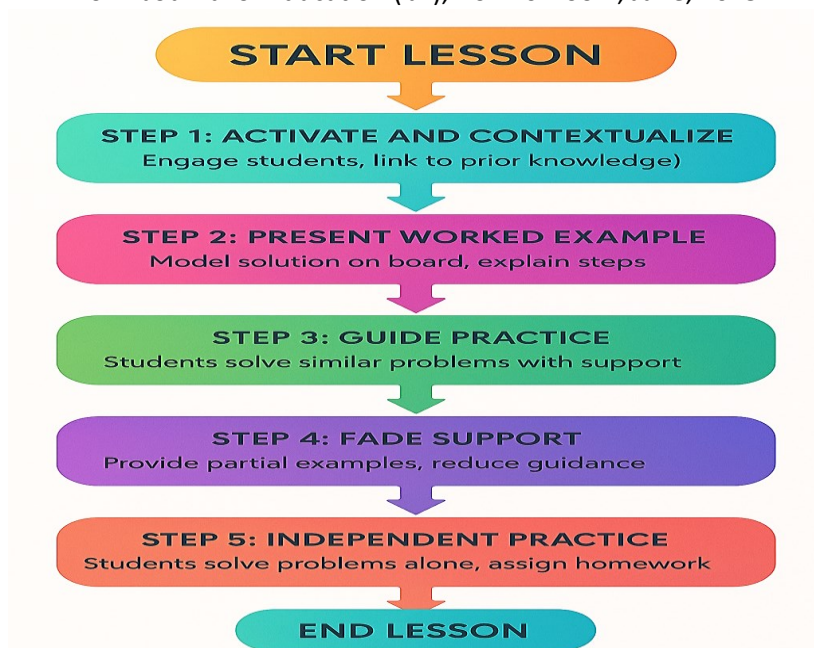 START LESSON
STEP 1: ACTIVATE AND CONTEXTUALIZE
Engage students, link to prior knowledge)
STEP 2: PRESENT WORKED EXAMPLE
Model solution on board, explain steps
STEP 3: GUIDE PRACTICE
Students solve similar problems with support
STEP 4: FADE SUPPORT
Provide partial examples, reduce guidance
STEP 5: INDEPENDENT PRACTICE
Students solve problems alone, assign homework
END LESSON